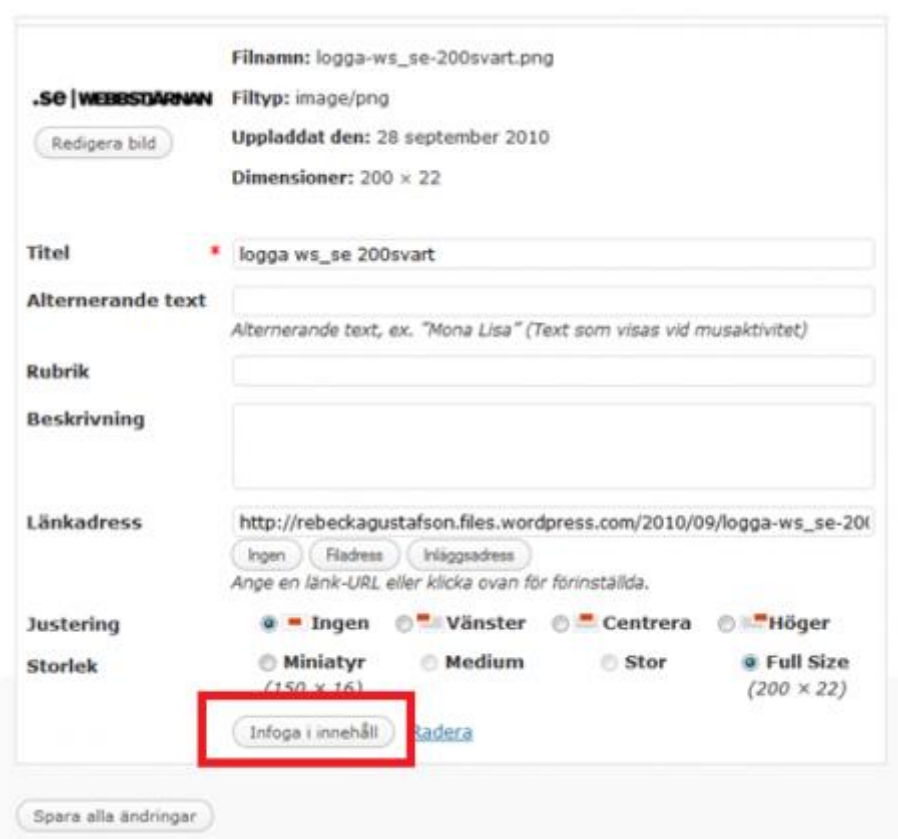 Filnamn: logga-ws_se-200svart.png
.se | WEBBSTJÄRNAN
Filtyp: image/png
Redigera bild
Uppladdat den: 28 september 2010
Dimensioner: 200 × 22
Titel * logga ws_se 200svart
Alternerande text
Alternerande text, ex. "Mona Lisa" (Text som visas vid musaktivitet)
Rubrik
Beskrivning
Länkadress http://rebeckagustafson.files.wordpress.com/2010/09/logga-ws_se-20(
Ingen Filadress Inläggsadress
Ange en länk-URL eller klicka ovan för förinställda.
Justering Ingen Vänster Centrera Höger
Storlek Miniatyr Medium Stor Full Size
(150 × 16) (200 × 22)
Infoga i innehåll Radera
Spara alla ändringar